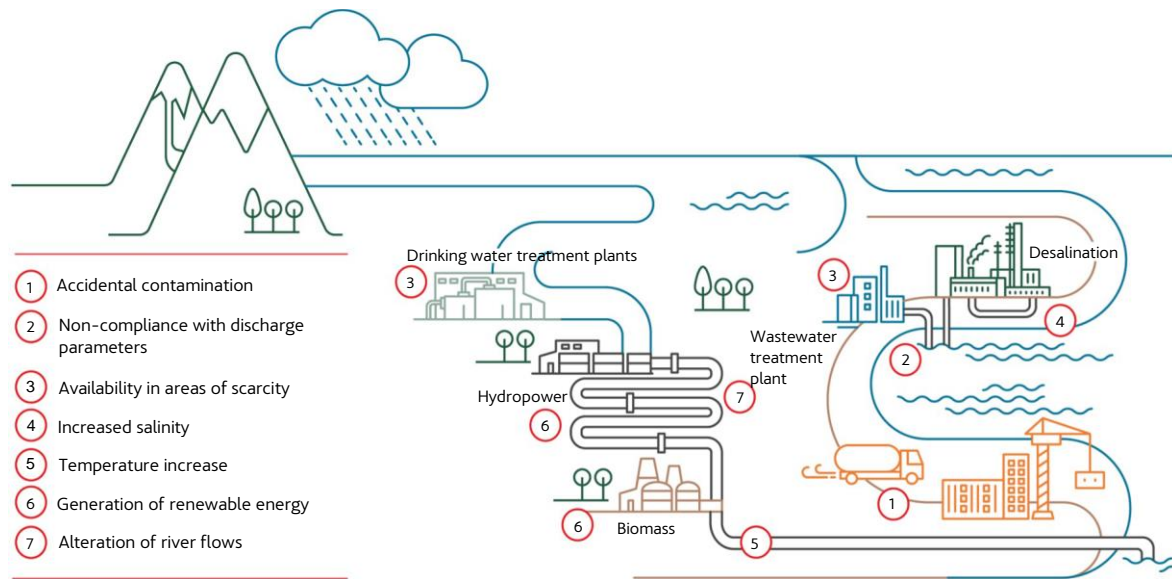 1 Accidental contamination
2 Non-compliance with discharge
parameters
3 Availability in areas of scarcity
4 Increased salinity
5 Temperature increase
6 Generation of renewable energy
7 Alteration of river flows
Drinking water treatment plants
3
Hydropower
6
7
6
Biomass
5
3
Wastewater
treatment
plant
2
Desalination
4
1